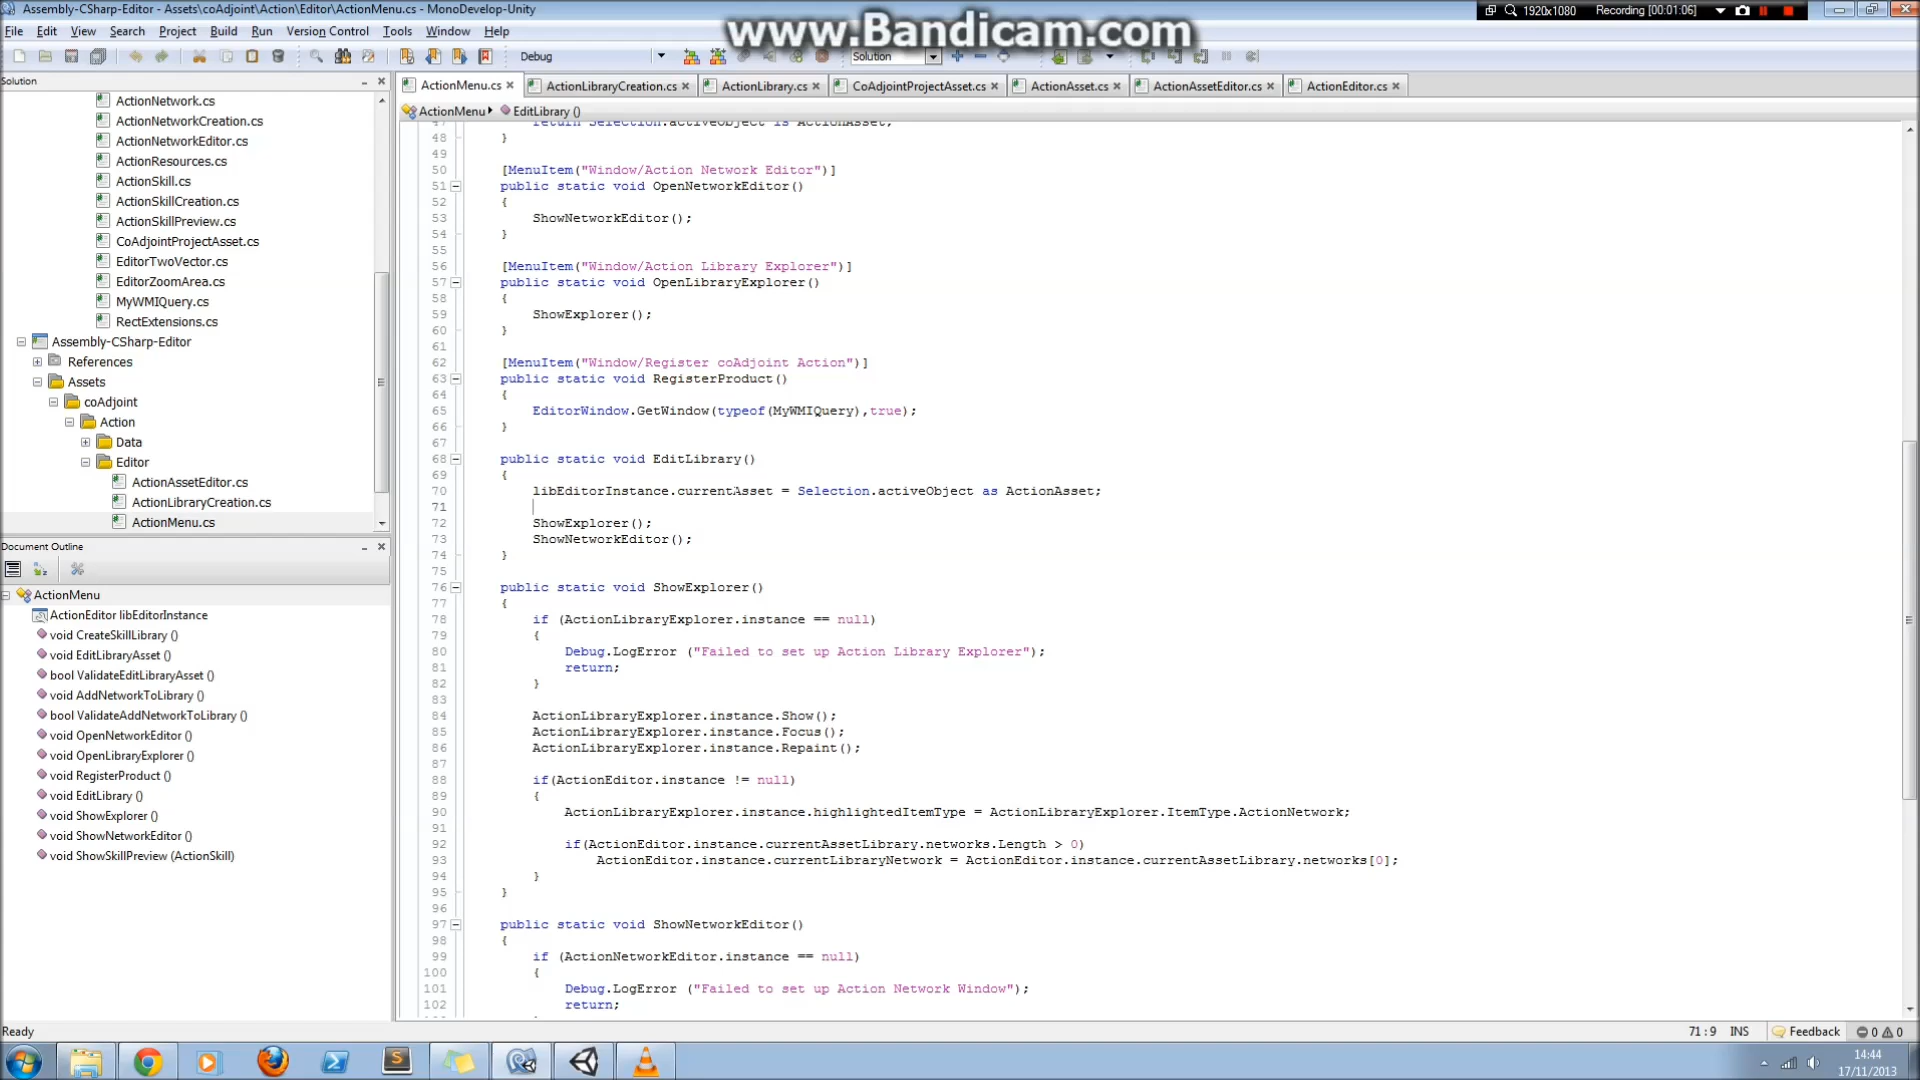 Assembly-CSharp-Editor - Assets\coAdjoint\Action\Editor\ActionMenu.cs - MonoDevelop-Unity
www.Bandicam.com
1920x1080 Recording [00:01:06]
File Edit View Search Project Build Run Version Control Tools Window Help
Debug
Solution
Solution
ActionNetwork.cs
ActionNetworkCreation.cs
ActionNetworkEditor.cs
ActionResources.cs
ActionSkill.cs
ActionSkillCreation.cs
ActionSkillPreview.cs
CoAdjointProjectAsset.cs
EditorTwoVector.cs
EditorZoomArea.cs
MyWMIQuery.cs
RectExtensions.cs
Assembly-CSharp-Editor
References
Assets
coAdjoint
Action
Data
Editor
ActionAssetEditor.cs
ActionLibraryCreation.cs
ActionMenu.cs
Document Outline
ActionMenu
ActionEditor libEditorInstance
void CreateSkillLibrary ()
void EditLibraryAsset ()
bool ValidateEditLibraryAsset ()
void AddNetworkToLibrary ()
bool ValidateAddNetworkToLibrary ()
void OpenNetworkEditor ()
void OpenLibraryExplorer ()
void RegisterProduct ()
void EditLibrary ()
void ShowExplorer ()
void ShowNetworkEditor ()
void ShowSkillPreview (ActionSkill)
ActionMenu.cs ActionLibraryCreation.cs ActionLibrary.cs CoAdjointProjectAsset.cs ActionAsset.cs ActionAssetEditor.cs ActionEditor.cs
ActionMenu EditLibrary ()
47 return Selection.activeObject is ActionAsset;
48 }
49
50 [MenuItem("Window/Action Network Editor")]
51 public static void OpenNetworkEditor()
52 {
53 ShowNetworkEditor();
54 }
55
56 [MenuItem("Window/Action Library Explorer")]
57 public static void OpenLibraryExplorer()
58 {
59 ShowExplorer();
60 }
61
62 [MenuItem("Window/Register coAdjoint Action")]
63 public static void RegisterProduct()
64 {
65 EditorWindow.GetWindow(typeof(MyWMIQuery),true);
66 }
67
68 public static void EditLibrary()
69 {
70 libEditorInstance.currentAsset = Selection.activeObject as ActionAsset;
71
72 ShowExplorer();
73 ShowNetworkEditor();
74 }
75
76 public static void ShowExplorer()
77 {
78 if (ActionLibraryExplorer.instance == null)
79 {
80 Debug.LogError ("Failed to set up Action Library Explorer");
81 return;
82 }
83
84 ActionLibraryExplorer.instance.Show();
85 ActionLibraryExplorer.instance.Focus();
86 ActionLibraryExplorer.instance.Repaint();
87
88 if(ActionEditor.instance != null)
89 {
90 ActionLibraryExplorer.instance.highlightedItemType = ActionLibraryExplorer.ItemType.ActionNetwork;
91
92 if(ActionEditor.instance.currentAssetLibrary.networks.Length > 0)
93 ActionEditor.instance.currentLibraryNetwork = ActionEditor.instance.currentAssetLibrary.networks[0];
94 }
95 }
96
97 public static void ShowNetworkEditor()
98 {
99 if (ActionNetworkEditor.instance == null)
100 {
101 Debug.LogError ("Failed to set up Action Network Window");
102 return;
Ready
71 : 9 INS Feedback 0 0
14:44
17/11/2013